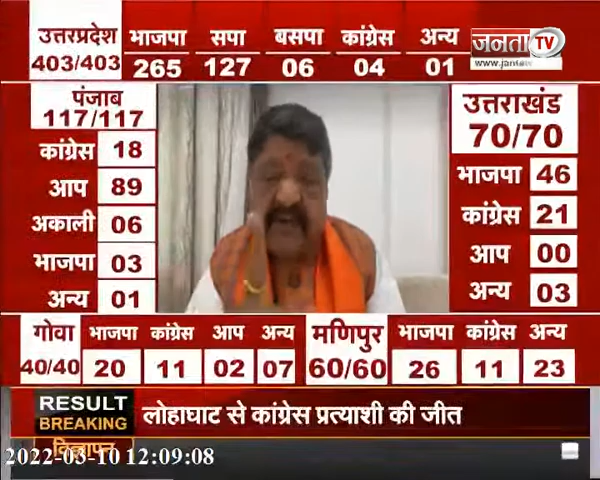 उत्तरप्रदेश भाजपा सपा बसपा कांग्रेस अन्य जनता TV
403/403 265 127 06 04 01
पंजाब
117/117
कांग्रेस 18
आप 89
अकाली 06
भाजपा 03
अन्य 01
उत्तराखंड
70/70
भाजपा 46
कांग्रेस 21
आप 00
अन्य 03
गोवा भाजपा कांग्रेस आप अन्य मणिपुर भाजपा कांग्रेस अन्य
40/40 20 11 02 07 60/60 26 11 23
RESULT
BREAKING
लोहाघाट से कांग्रेस प्रत्याशी की जीत
विज्ञापन
2022-03-10 12:09:08